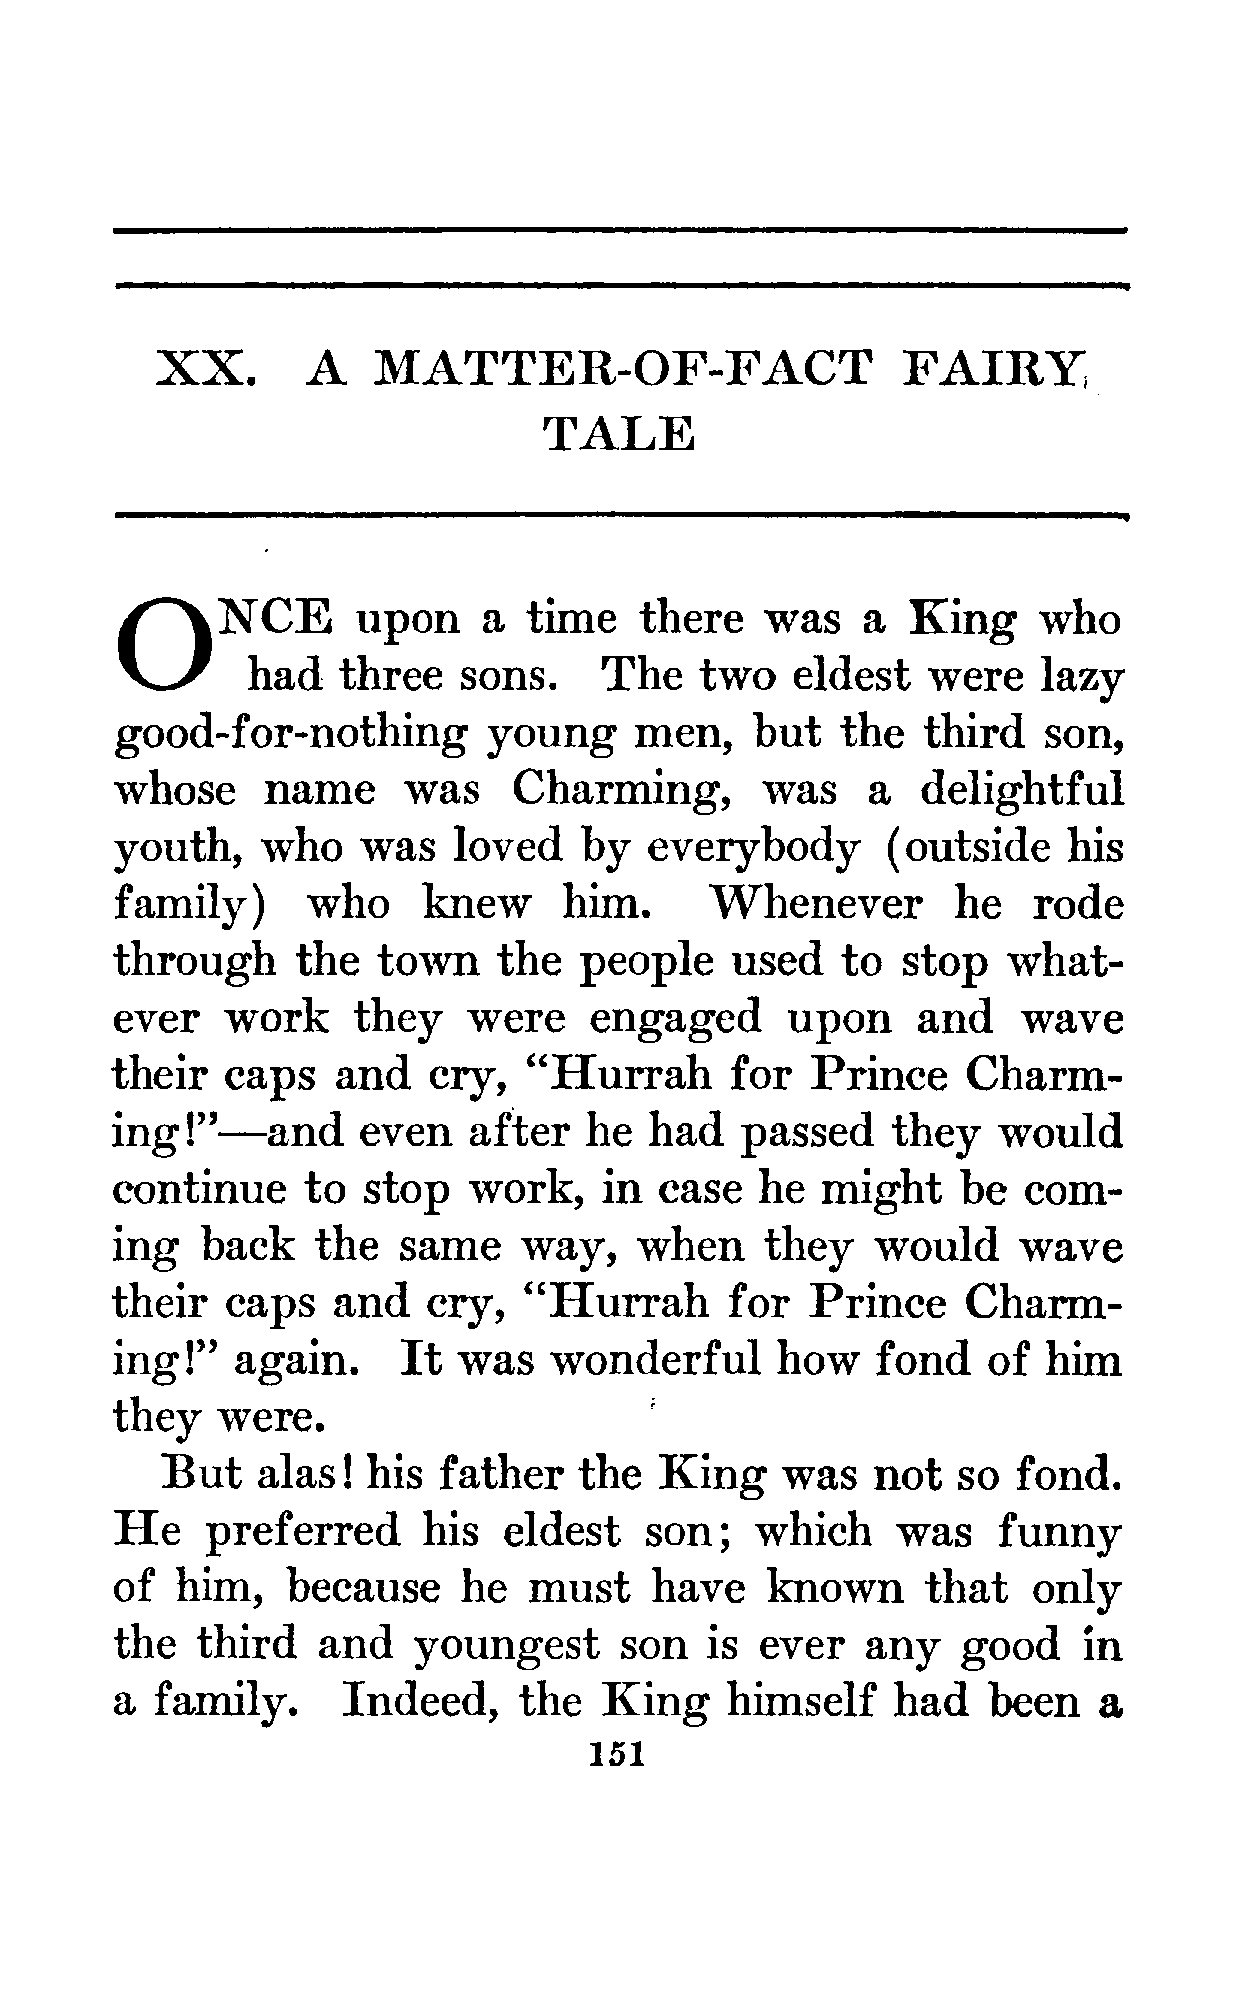 XX. A MATTER-OF-FACT FAIRY
TALE
ONCE upon a time there was a King who
had three sons. The two eldest were lazy
good-for-nothing young men, but the third son,
whose name was Charming, was a delightful
youth, who was loved by everybody (outside his
family) who knew him. Whenever he rode
through the town the people used to stop what-
ever work they were engaged upon and wave
their caps and cry, “Hurrah for Prince Charm-
ing!”—and even after he had passed they would
continue to stop work, in case he might be com-
ing back the same way, when they would wave
their caps and cry, “Hurrah for Prince Charm-
ing!” again. It was wonderful how fond of him
they were.
But alas! his father the King was not so fond.
He preferred his eldest son; which was funny
of him, because he must have known that only
the third and youngest son is ever any good in
a family. Indeed, the King himself had been a
151